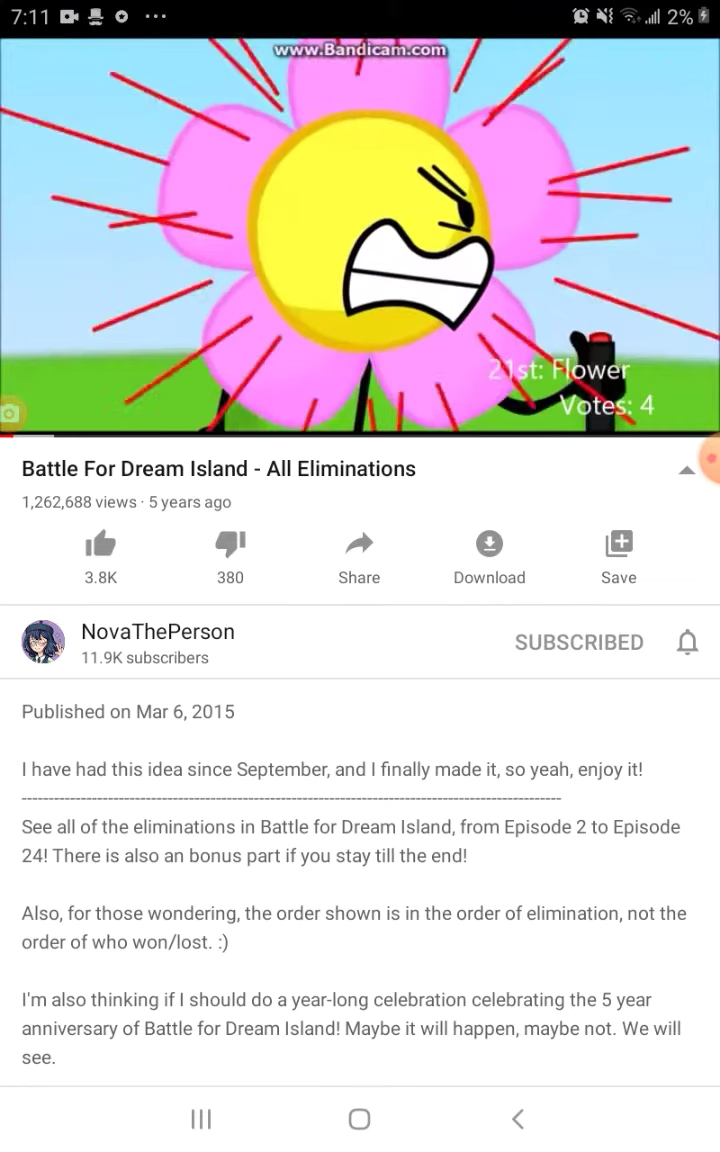 7:11
2%
www.Bandicam.com
21st: Flower
Votes: 4
Battle For Dream Island - All Eliminations
1,262,688 views · 5 years ago
3.8K
380
Share
Download
Save
NovaThePerson
11.9K subscribers
SUBSCRIBED
Published on Mar 6, 2015
I have had this idea since September, and I finally made it, so yeah, enjoy it!
--------------------------------------------------------------------------------------------
See all of the eliminations in Battle for Dream Island, from Episode 2 to Episode
24! There is also an bonus part if you stay till the end!
Also, for those wondering, the order shown is in the order of elimination, not the
order of who won/lost. :)
I'm also thinking if I should do a year-long celebration celebrating the 5 year
anniversary of Battle for Dream Island! Maybe it will happen, maybe not. We will
see.